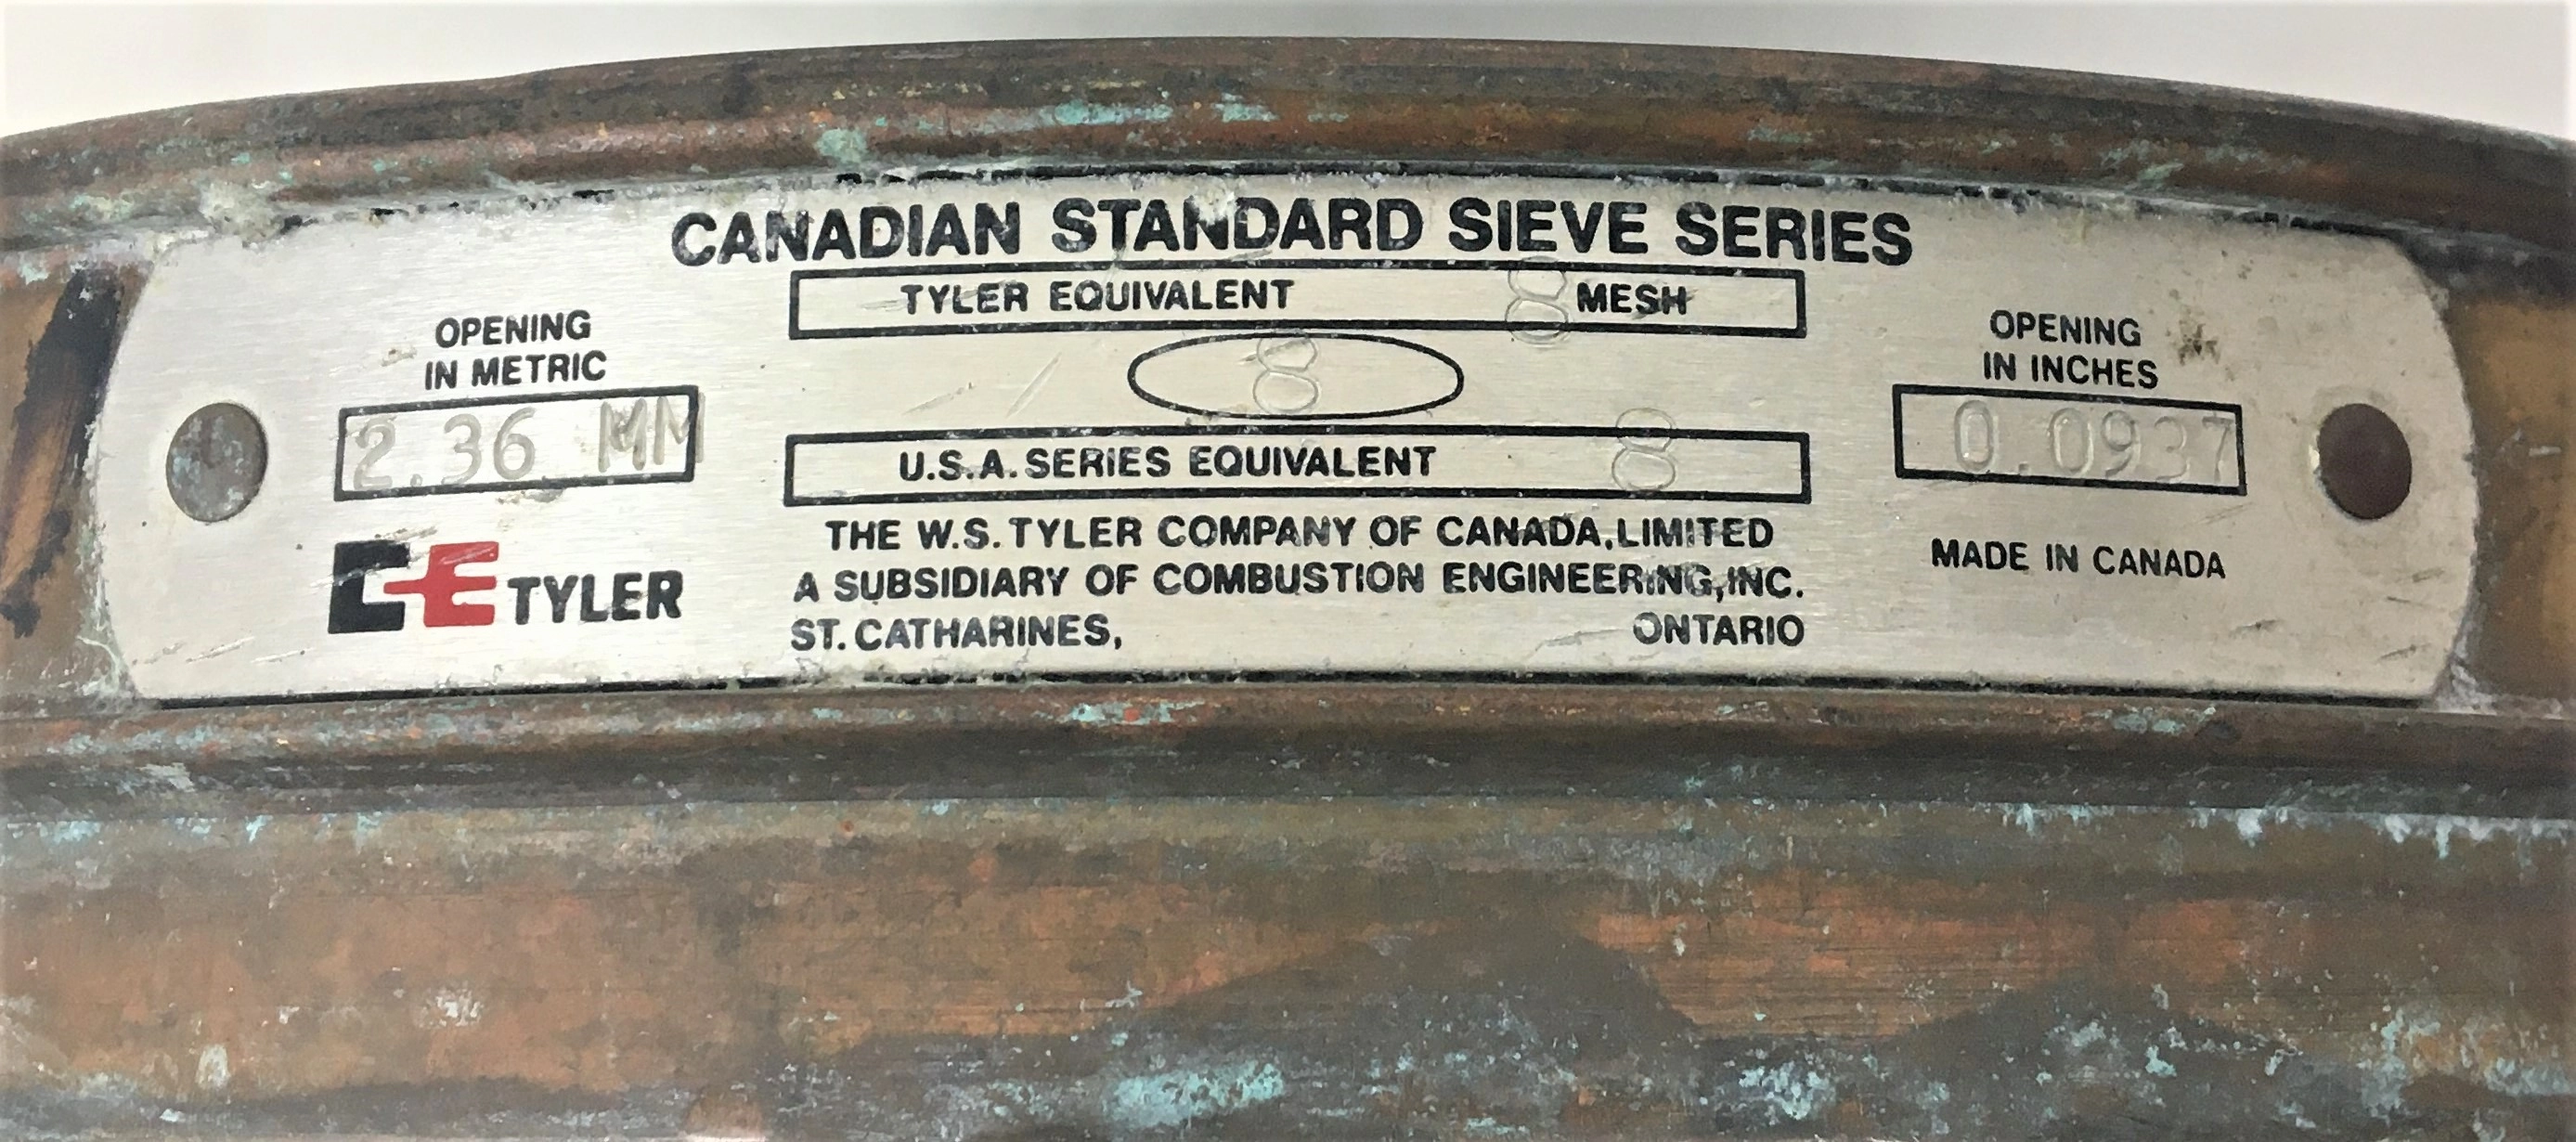 CANADIAN STANDARD SIEVE SERIES
TYLER EQUIVALENT 8 MESH
8
U.S.A. SERIES EQUIVALENT 8
OPENING
IN METRIC
2.36 MM
CE TYLER
THE W.S. TYLER COMPANY OF CANADA, LIMITED
A SUBSIDIARY OF COMBUSTION ENGINEERING, INC.
ST. CATHARINES, ONTARIO
OPENING
IN INCHES
0.0937
MADE IN CANADA